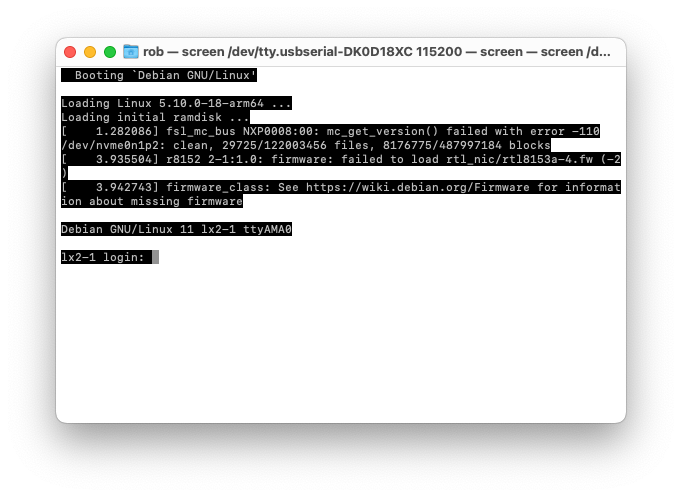 rob — screen /dev/tty.usbserial-DK0D18XC 115200 — screen — screen /d...
Booting `Debian GNU/Linux'
Loading Linux 5.10.0-18-arm64 ...
Loading initial ramdisk ...
[    1.282086] fsl_mc_bus NXP0008:00: mc_get_version() failed with error -110
/dev/nvme0n1p2: clean, 29725/122003456 files, 8176775/487997184 blocks
[    3.935504] r8152 2-1:1.0: firmware: failed to load rtl_nic/rtl8153a-4.fw (-2
)
[    3.942743] firmware_class: See https://wiki.debian.org/Firmware for informat
ion about missing firmware
Debian GNU/Linux 11 lx2-1 ttyAMA0
lx2-1 login: